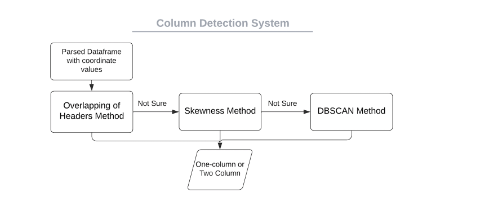 Column Detection System
Parsed Dataframe
with coordinate
values
Overlapping of
Headers Method
Not Sure
Skewness Method
Not Sure
DBSCAN Method
One-column or
Two Column